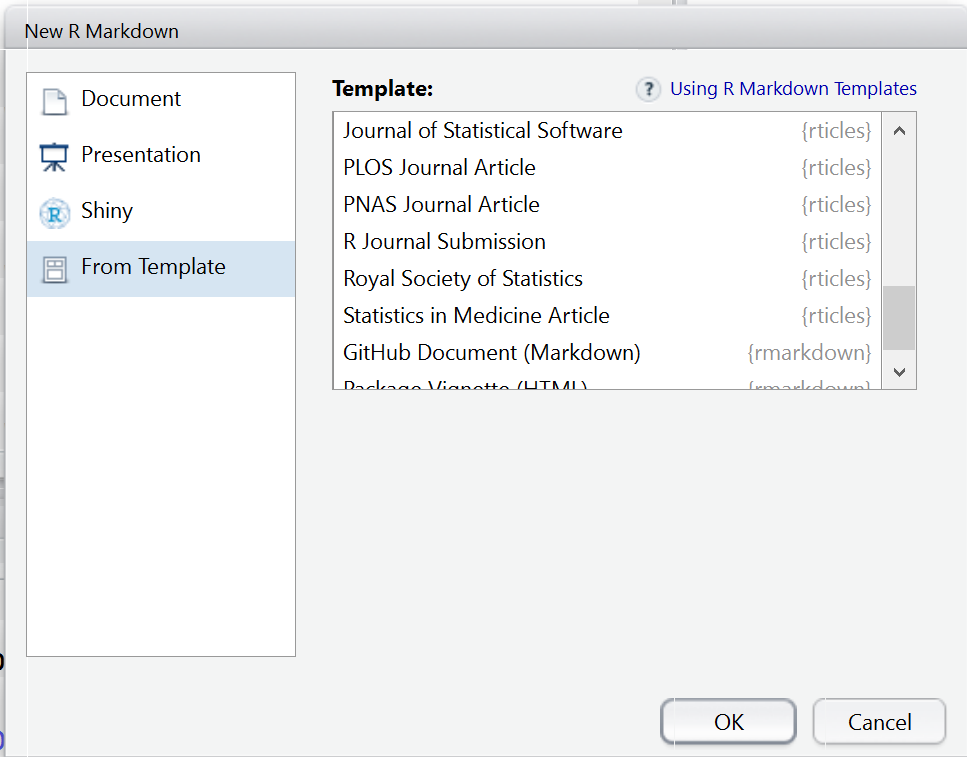 New R Markdown
Document
Presentation
Shiny
From Template
Template:
? Using R Markdown Templates
Journal of Statistical Software {rticles}
PLOS Journal Article {rticles}
PNAS Journal Article {rticles}
R Journal Submission {rticles}
Royal Society of Statistics {rticles}
Statistics in Medicine Article {rticles}
GitHub Document (Markdown) {rmarkdown}
Package Vignette (HTML) {rmarkdown}
OK
Cancel